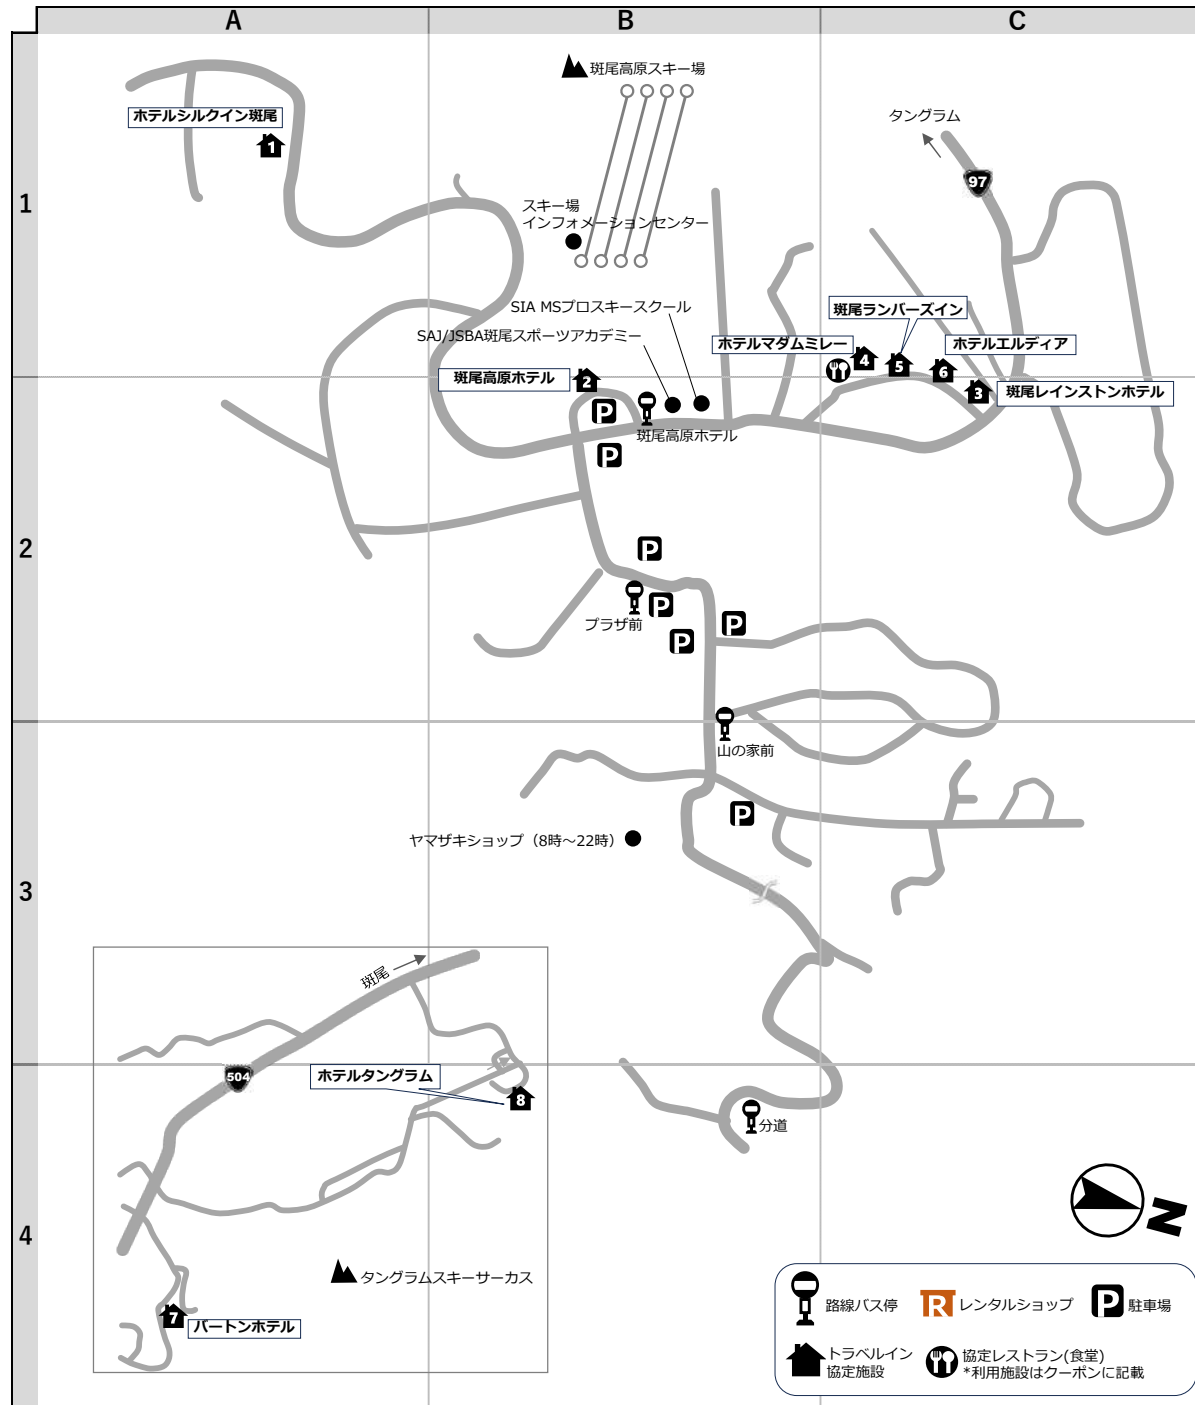 A
B
C
1
2
3
4
斑尾高原スキー場
ホテルシルクイン斑尾
1
タングラム
97
スキー場
インフォメーションセンター
SIA MSプロスキースクール
SAJ/JSBA斑尾スポーツアカデミー
斑尾ランバーズイン
ホテルマダムミレー
ホテルエルディア
4
5
6
3
斑尾高原ホテル
2
斑尾レインストンホテル
P
斑尾高原ホテル
P
P
プラザ前
P
P
P
山の家前
P
ヤマザキショップ（8時～22時）
斑尾
504
ホテルタングラム
8
分道
N
タングラムスキーサーカス
7
バートンホテル
路線バス停
R レンタルショップ
P 駐車場
トラベルイン
協定施設
協定レストラン(食堂)
*利用施設はクーポンに記載